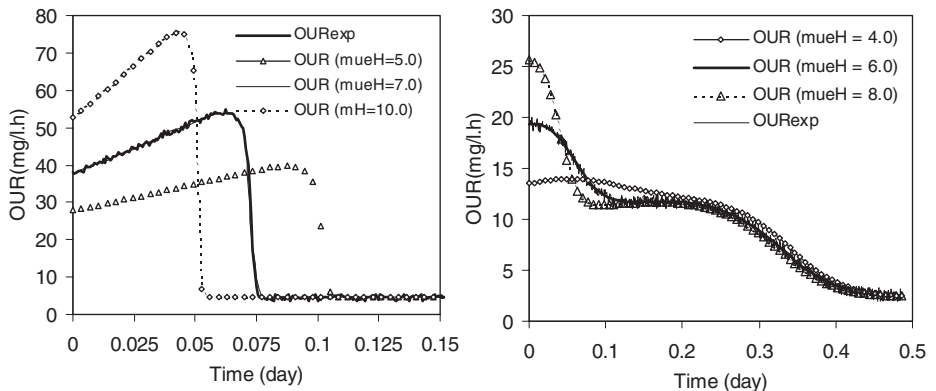 80
70
60
50
40
30
20
10
0
OUR(mg/l.h)
OURexp
OUR (mueH=5.0)
OUR (mueH=7.0)
OUR (mH=10.0)
0 0.025 0.05 0.075 0.1 0.125 0.15
Time (day)
30
25
20
15
10
5
0
OUR(mg/l.h)
OUR (mueH = 4.0)
OUR (mueH = 6.0)
OUR (mueH = 8.0)
OURexp
0 0.1 0.2 0.3 0.4 0.5
Time (day)